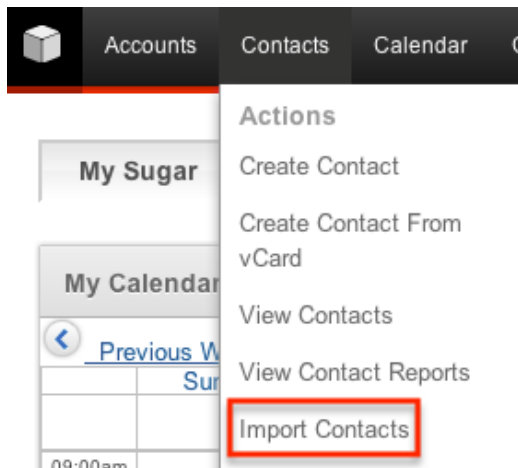 Accounts Contacts Calendar
Actions
My Sugar
Create Contact
Create Contact From
vCard
My Calendar
View Contacts
Previous
View Contact Reports
Import Contacts
09:00am